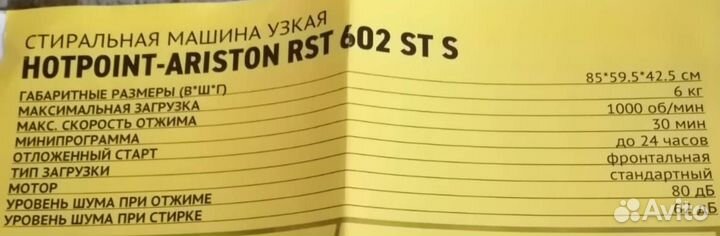 СТИРАЛЬНАЯ МАШИНА УЗКАЯ
HOTPOINT-ARISTON RST 602 ST S
ГАБАРИТНЫЕ РАЗМЕРЫ (В*Ш*Г) 85*59.5*42.5 см
МАКСИМАЛЬНАЯ ЗАГРУЗКА 6 кг
МАКС. СКОРОСТЬ ОТЖИМА 1000 об/мин
МИНИПРОГРАММА 30 мин
ОТЛОЖЕННЫЙ СТАРТ до 24 часов
ТИП ЗАГРУЗКИ фронтальная
МОТОР стандартный
УРОВЕНЬ ШУМА ПРИ ОТЖИМЕ 80 дБ
УРОВЕНЬ ШУМА ПРИ СТИРКЕ дБ
Avito